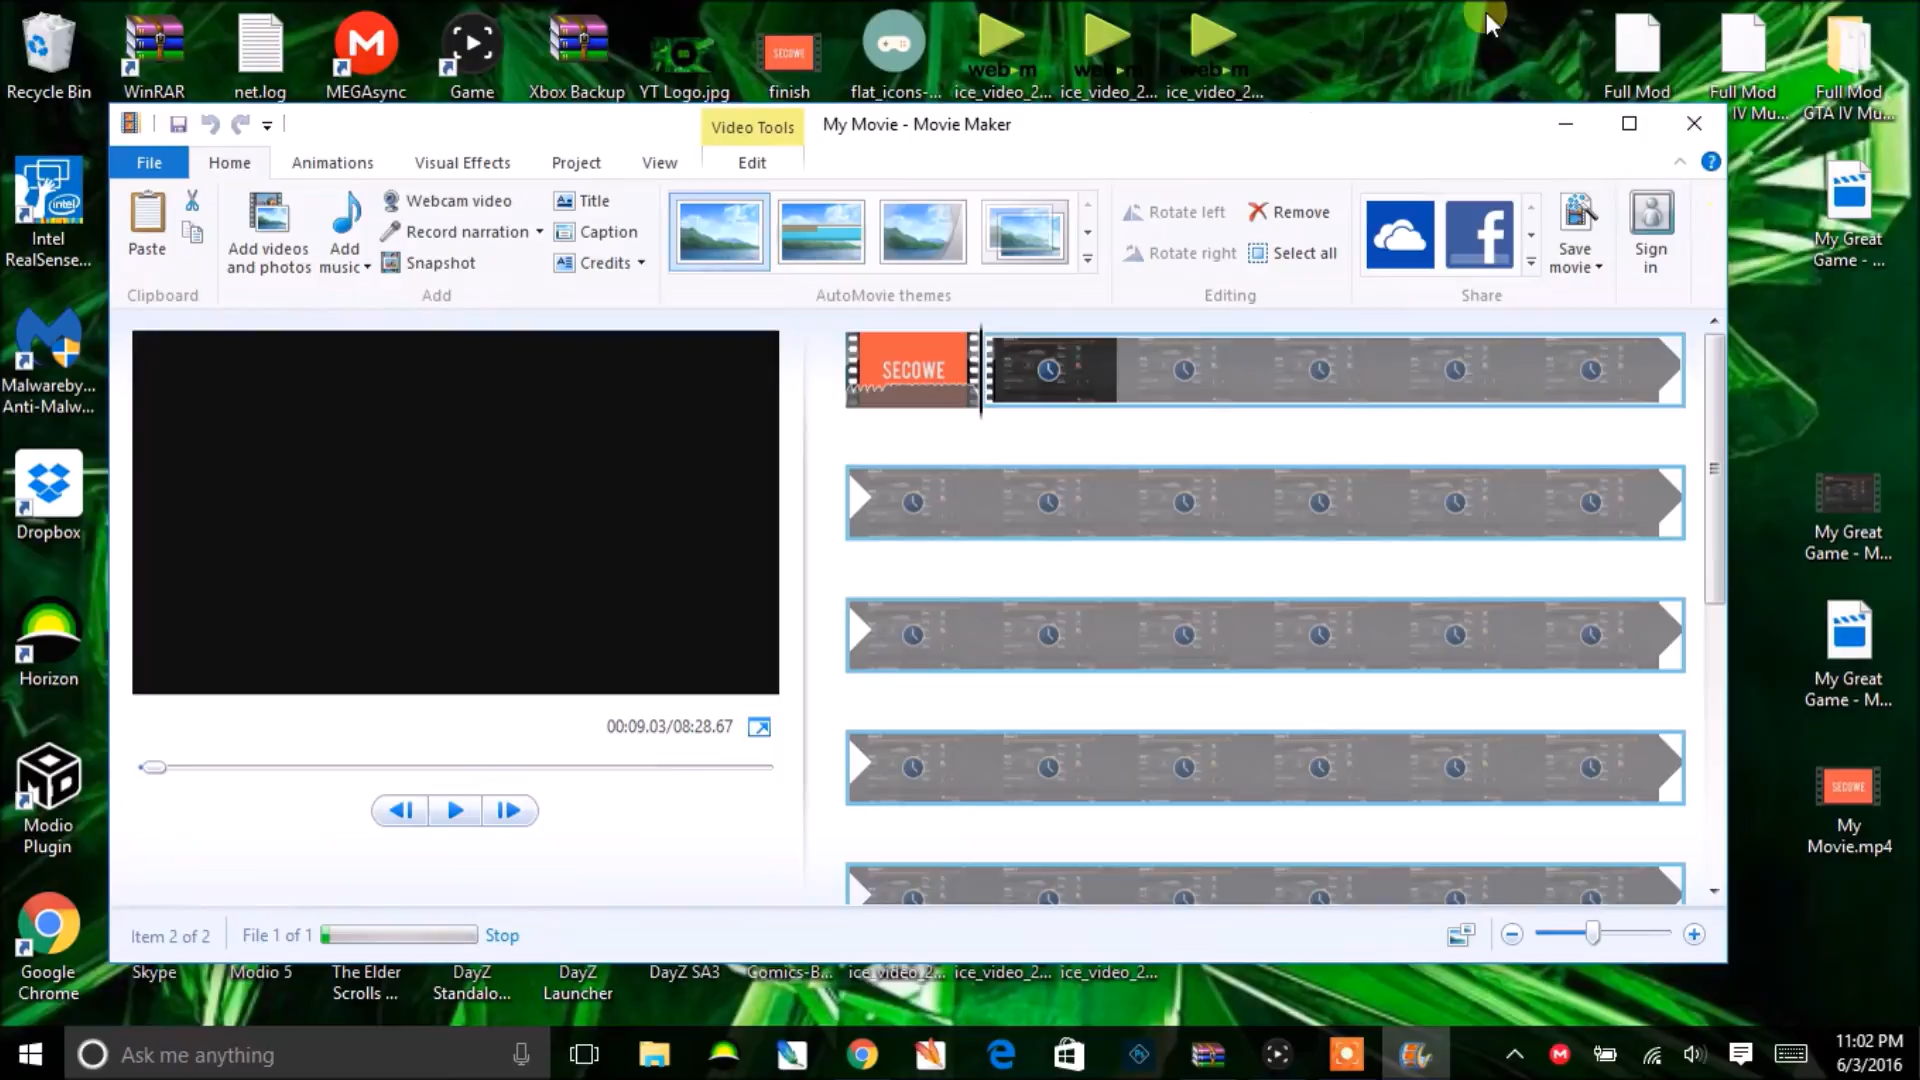 Recycle Bin
WinRAR
net.log
MEGAsync
Game
Xbox Backup
YT Logo.jpg
SECOWE
finish
flat_icons-...
web m
ice_video_2...
web m
ice_video_2...
web m
ice_video_2...
Full Mod
Full Mod
IV Mu...
Full Mod
GTA IV Mu...
Video Tools
My Movie - Movie Maker
File
Home
Animations
Visual Effects
Project
View
Edit
Paste
Clipboard
Add videos
and photos
Add
music
Webcam video
Record narration
Snapshot
Title
Caption
Credits
Add
AutoMovie themes
Rotate left
Rotate right
Remove
Select all
Editing
Share
Save
movie
Sign
in
intel
Intel
RealSense...
Malwareby...
Anti-Malw...
Dropbox
Horizon
Modio
Plugin
Google
Chrome
SECOWE
00:09.03/08:28.67
Item 2 of 2
File 1 of 1
Stop
My Great
Game - ...
My Great
Game - M...
My Great
Game - M...
SECOWE
My
Movie.mp4
Skype
Modio 5
The Elder
Scrolls ...
DayZ
Standalo...
DayZ
Launcher
DayZ SA3
Comics-B...
ice_video_2...
ice_video_2...
ice_video_2...
Ask me anything
11:02 PM
6/3/2016